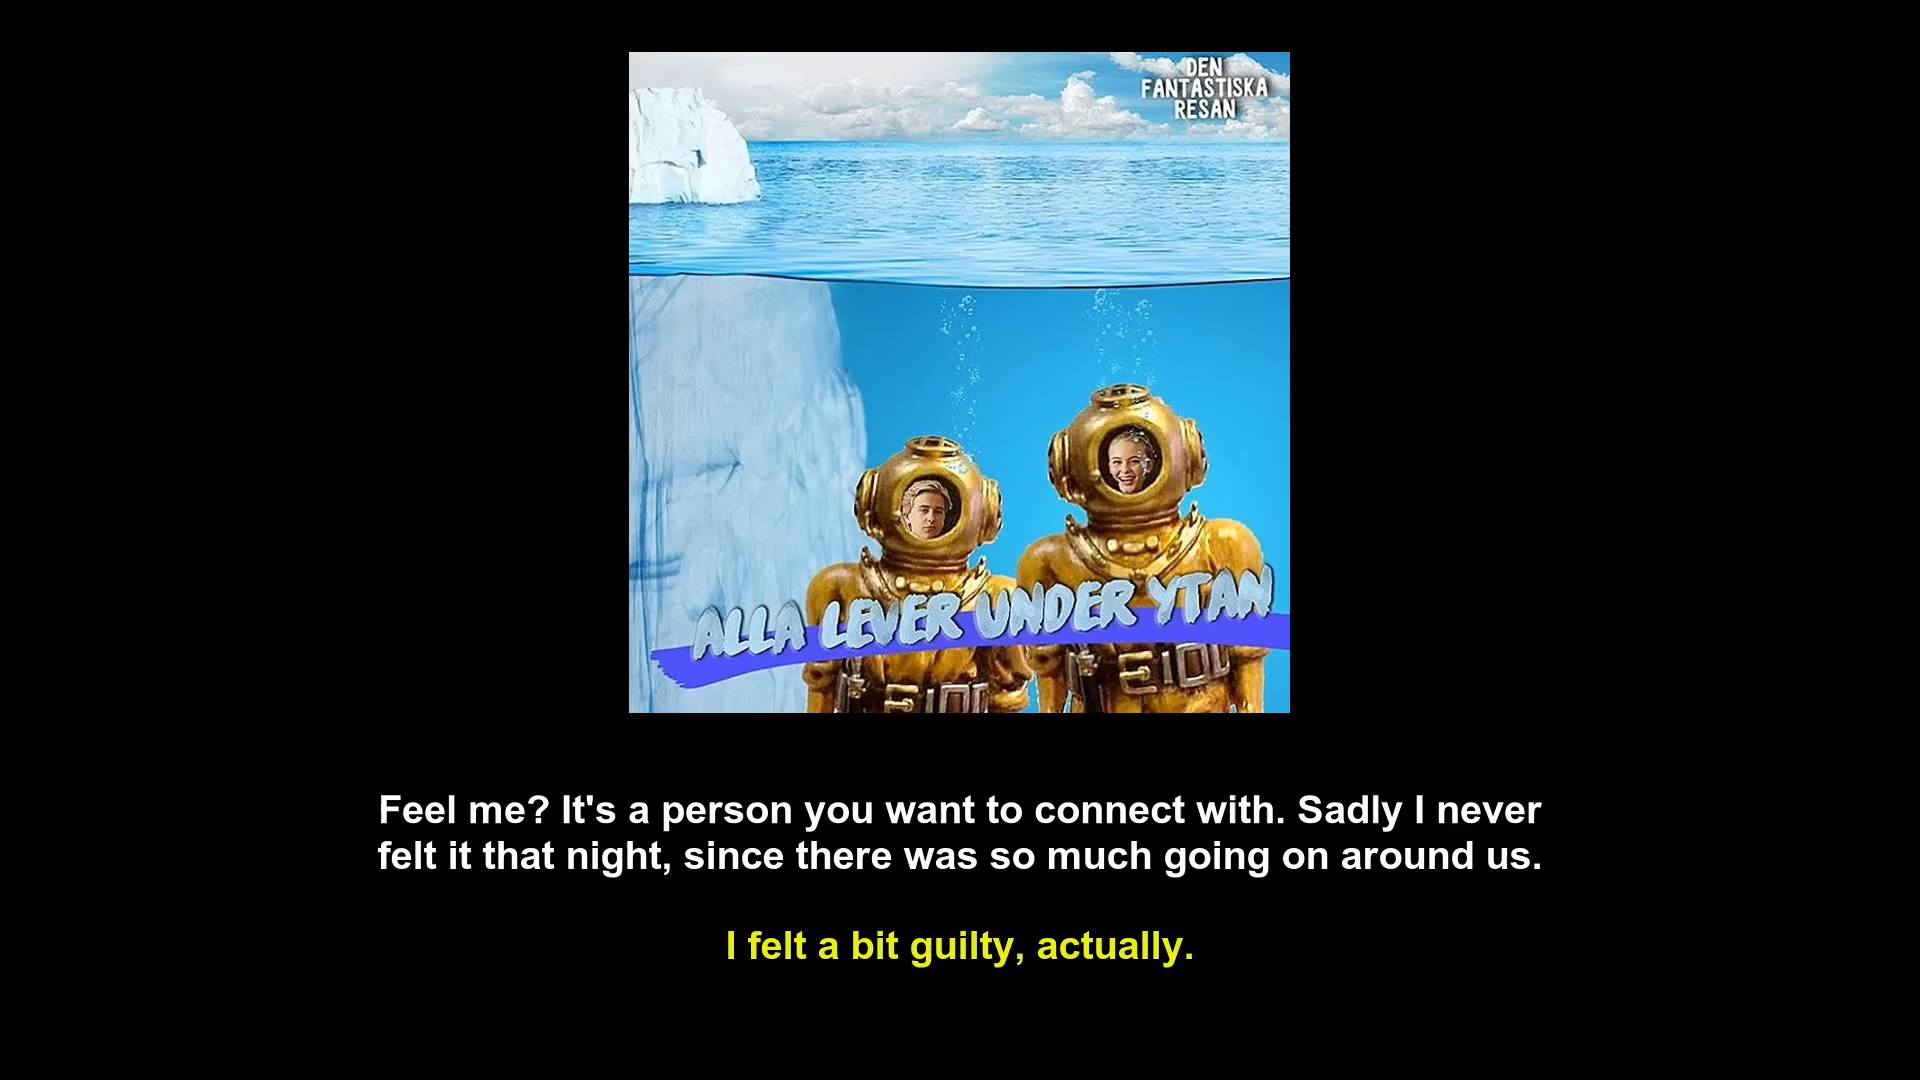 DEN
FANTASTISKA
RESAN
ALLA LEVER UNDER YTAN
Feel me? It's a person you want to connect with. Sadly I never
felt it that night, since there was so much going on around us.
I felt a bit guilty, actually.